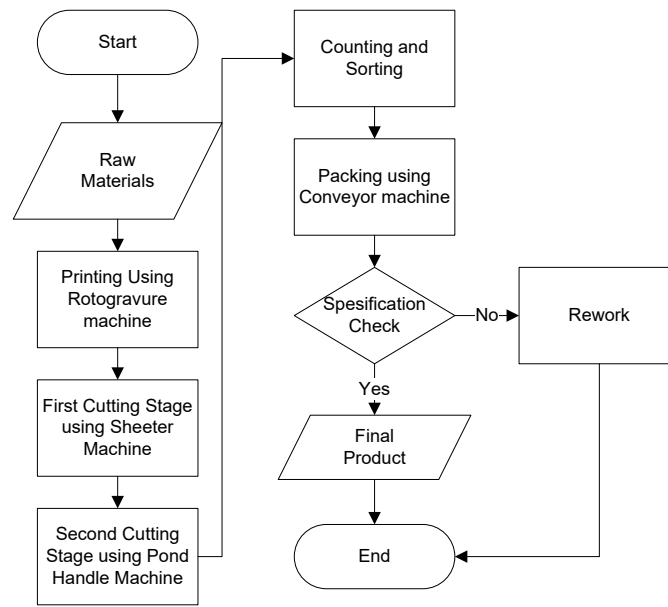 Start
Raw
Materials
Printing Using
Rotogravure
machine
First Cutting Stage
using Sheeter
Machine
Second Cutting
Stage using Pond
Handle Machine
Counting and
Sorting
Packing using
Conveyor machine
Spesification
Check
No
Rework
Yes
Final
Product
End